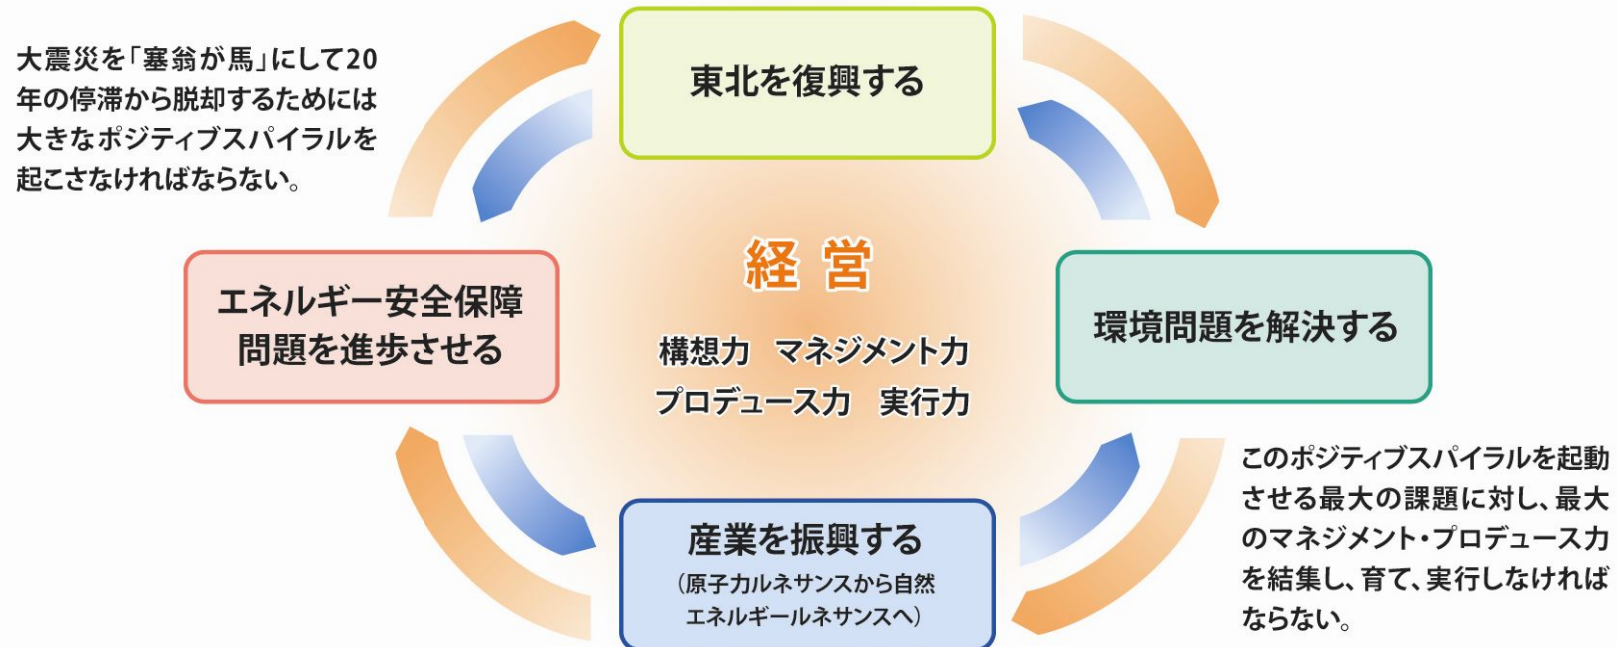 大震災を「塞翁が馬」にして20
年の停滞から脱却するためには
大きなポジティブスパイラルを
起こさなければならない。
東北を復興する
経営
構想力 マネジメント力
プロデュース力 実行力
エネルギー安全保障
問題を進歩させる
環境問題を解決する
産業を振興する
（原子力ルネサンスから自然
エネルギールネサンスへ）
このポジティブスパイラルを起動
させる最大の課題に対し、最大
のマネジメント・プロデュース力
を結集し、育て、実行しなければ
ならない。